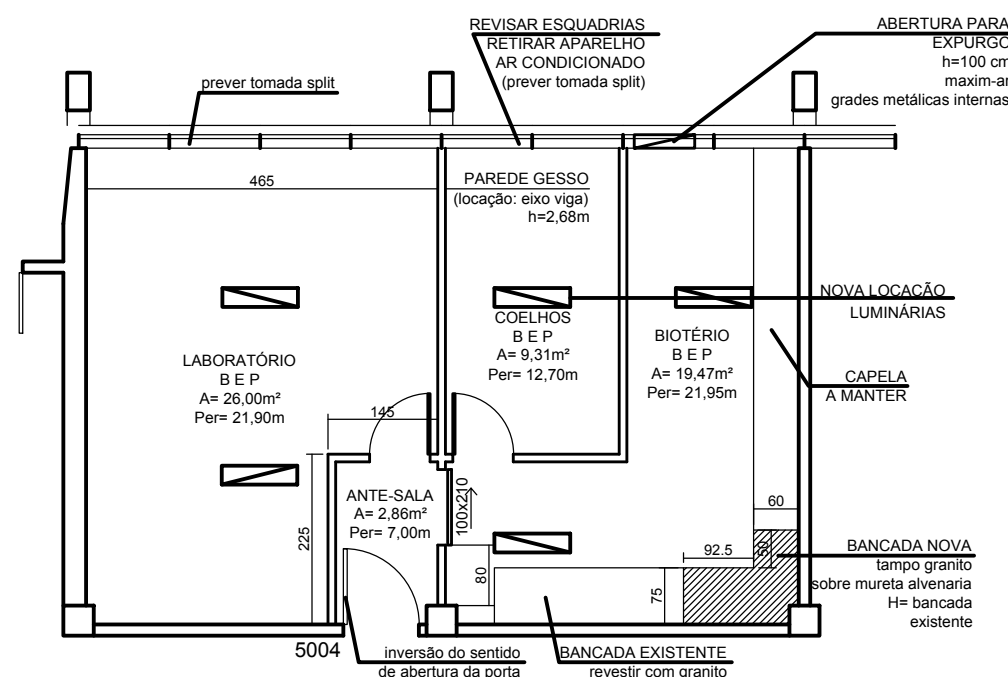 REVISAR ESQUADRIAS
RETIRAR APARELHO
AR CONDICIONADO
(prever tomada split)
ABERTURA PARA
EXPURGO
h=100 cm
maxim-ar
grades metálicas internas
prever tomada split
465
PAREDE GESSO
(locação: eixo viga)
h=2,68m
NOVA LOCAÇÃO
LUMINÁRIAS
COELHOS
B E P
A= 9,31m²
Per= 12,70m
BIOTÉRIO
B E P
A= 19,47m²
Per= 21,95m
LABORATÓRIO
B E P
A= 26,00m²
Per= 21,90m
CAPELA
A MANTER
145
ANTE-SALA
A= 2,86m²
Per= 7,00m
100x210
225
60
92.5
50
80
75
BANCADA NOVA
tampo granito
sobre mureta alvenaria
H= bancada
existente
5004
inversão do sentido
de abertura da porta
BANCADA EXISTENTE
revestir com granito